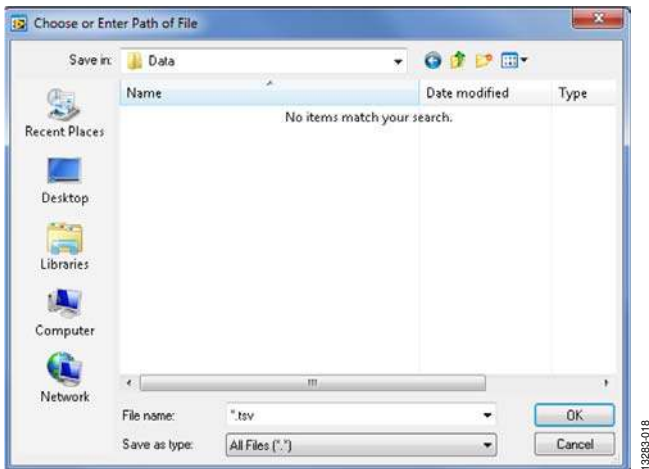 Choose or Enter Path of File
Save in:
Data
Name
Date modified
Type
No items match your search.
Recent Places
Desktop
Libraries
Computer
Network
File name:
*.tsv
OK
Save as type:
All Files (*.*)
Cancel
13283-018